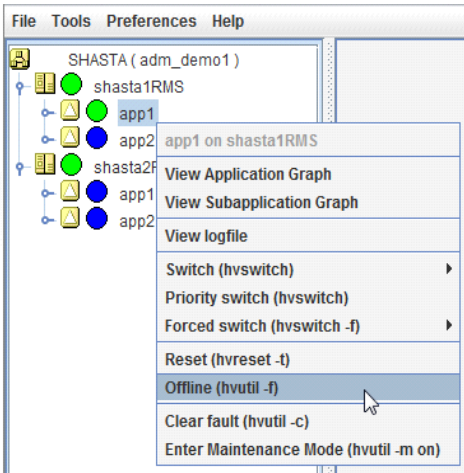 File Tools Preferences Help
SHASTA ( adm_demo1 )
shasta1RMS
app1
app2
app1 on shasta1RMS
View Application Graph
shasta2R
app1
View Subapplication Graph
app2
View logfile
Switch (hvswitch)
Priority switch (hvswitch)
Forced switch (hvswitch -f)
Reset (hvreset -t)
Offline (hvutil -f)
Clear fault (hvutil -c)
Enter Maintenance Mode (hvutil -m on)